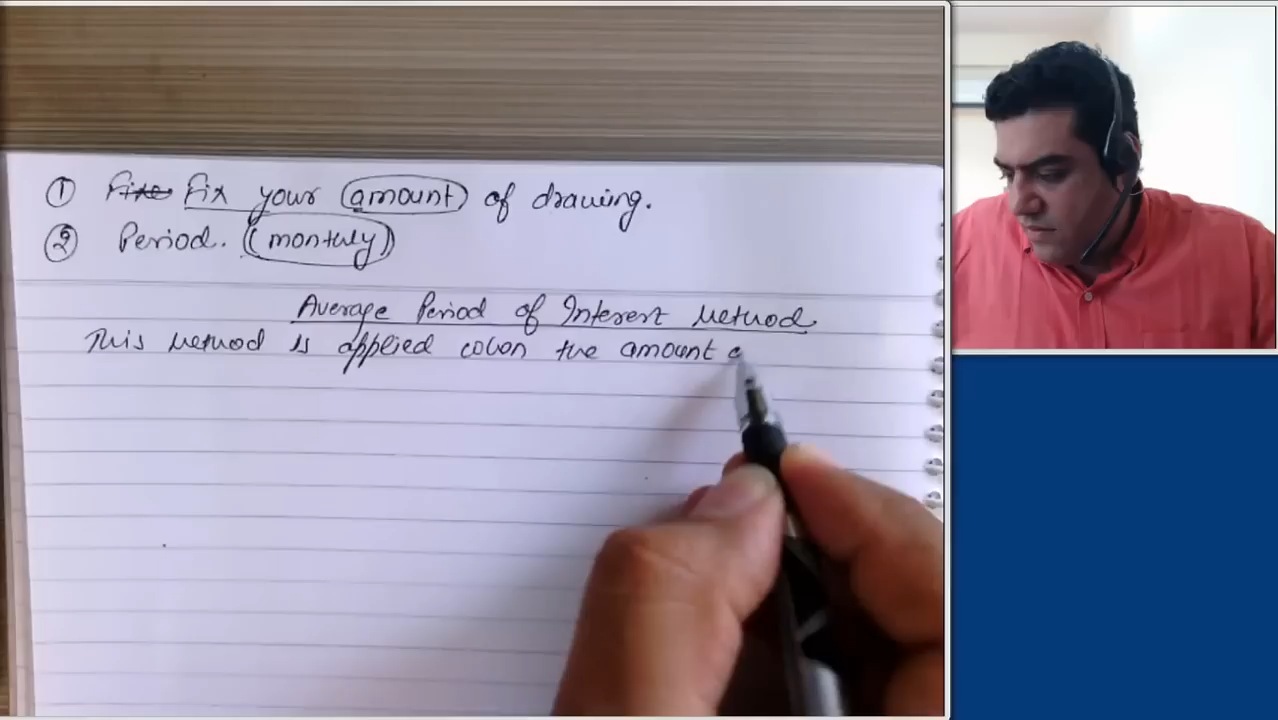 ① Fixe Fix your amount of drawing.
② Period. (monthly)
Average Period of Interest Method
This Method is applied when the amount